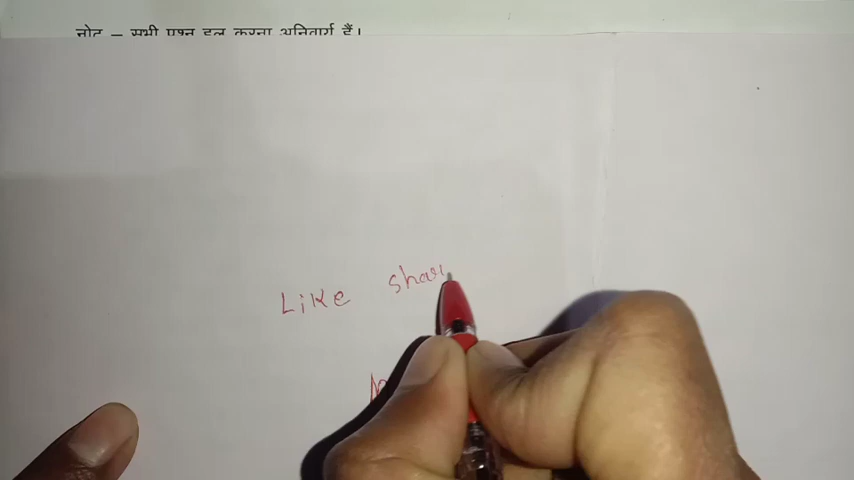 नोट – सभी प्रश्न हल करना अनिवार्य हैं।
Like shar